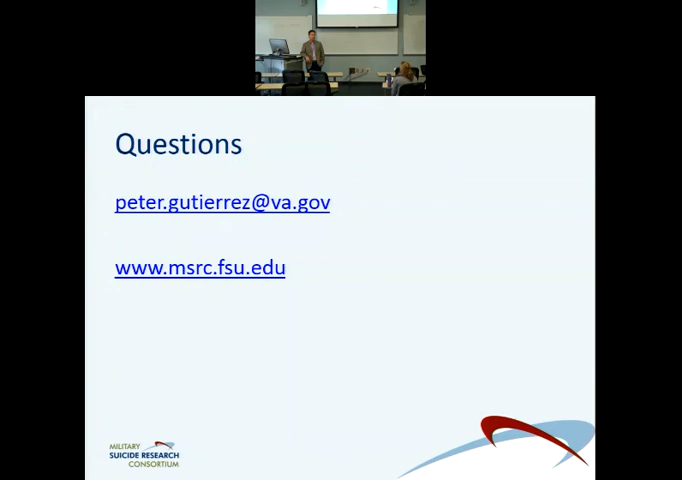 Questions
peter.gutierrez@va.gov
www.msrc.fsu.edu
MILITARY
SUICIDE RESEARCH
CONSORTIUM